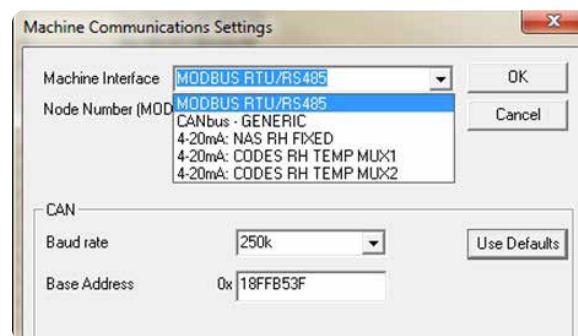 Machine Communications Settings
Machine Interface MODBUS RTU/RS485 OK
Node Number (MOD MODBUS RTU/RS485
CANbus - GENERIC Cancel
4-20mA: NAS RH FIXED
4-20mA: CODES RH TEMP MUX1
4-20mA: CODES RH TEMP MUX2
CAN
Baud rate 250k Use Defaults
Base Address 0x 18FFB53F